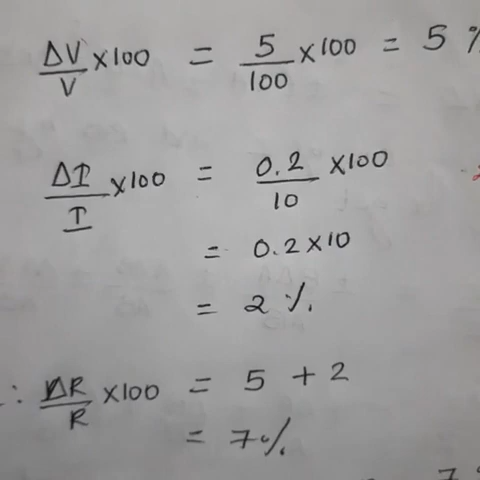 ΔV/V ×100 = 5/100 ×100 = 5 %
ΔI/I ×100 = 0.2/10 ×100
= 0.2×10
= 2 %.
∴ ΔR/R ×100 = 5 + 2
= 7%